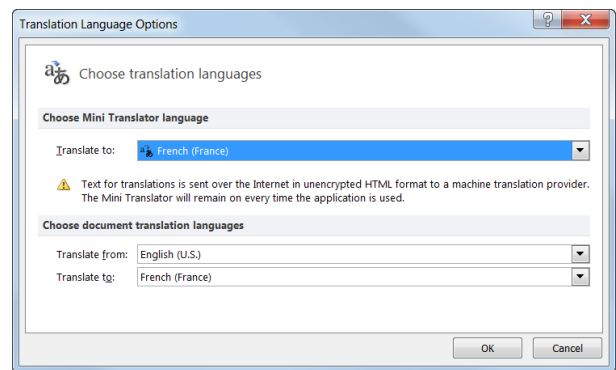 Translation Language Options
Choose translation languages
Choose Mini Translator language
Translate to: French (France)
Text for translations is sent over the Internet in unencrypted HTML format to a machine translation provider.
The Mini Translator will remain on every time the application is used.
Choose document translation languages
Translate from: English (U.S.)
Translate to: French (France)
OK Cancel